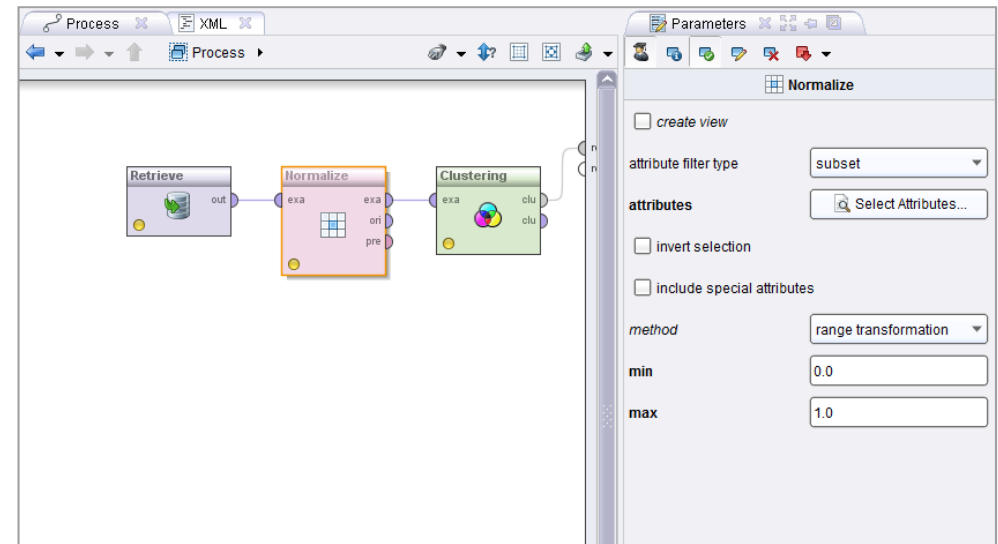 Process
XML
Process
Retrieve
out
Normalize
exa
exa
ori
pre
Clustering
exa
clu
clu
Parameters
Normalize
create view
attribute filter type
subset
attributes
Select Attributes...
invert selection
include special attributes
method
range transformation
min
0.0
max
1.0